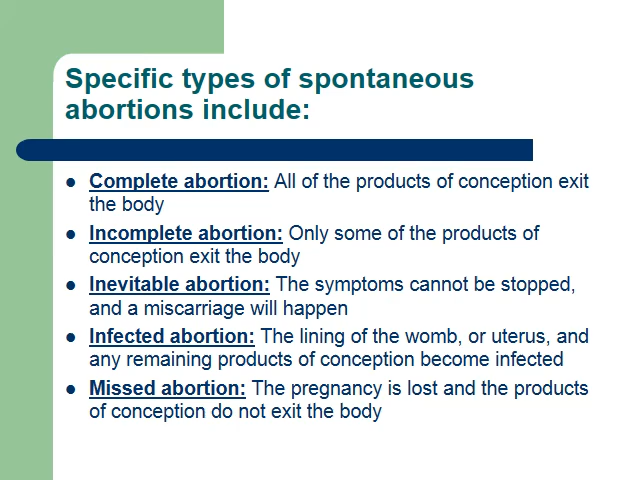 Specific types of spontaneous
abortions include:
● Complete abortion: All of the products of conception exit
the body
● Incomplete abortion: Only some of the products of
conception exit the body
● Inevitable abortion: The symptoms cannot be stopped,
and a miscarriage will happen
● Infected abortion: The lining of the womb, or uterus, and
any remaining products of conception become infected
● Missed abortion: The pregnancy is lost and the products
of conception do not exit the body